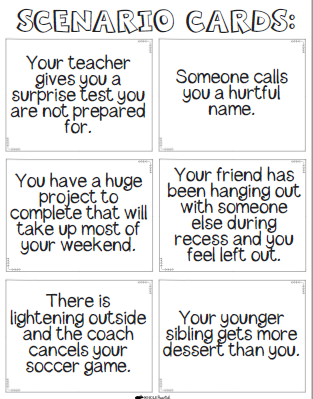 SCENARIO CARDS:
Your teacher
gives you a
surprise test you
are not prepared
for.
Someone calls
you a hurtful
name.
You have a huge
project to
complete that will
take up most of
your weekend.
Your friend has
been hanging out
with someone
else during
recess and you
feel left out.
There is
lightening outside
and the coach
cancels your
soccer game.
Your younger
sibling gets more
dessert than you.